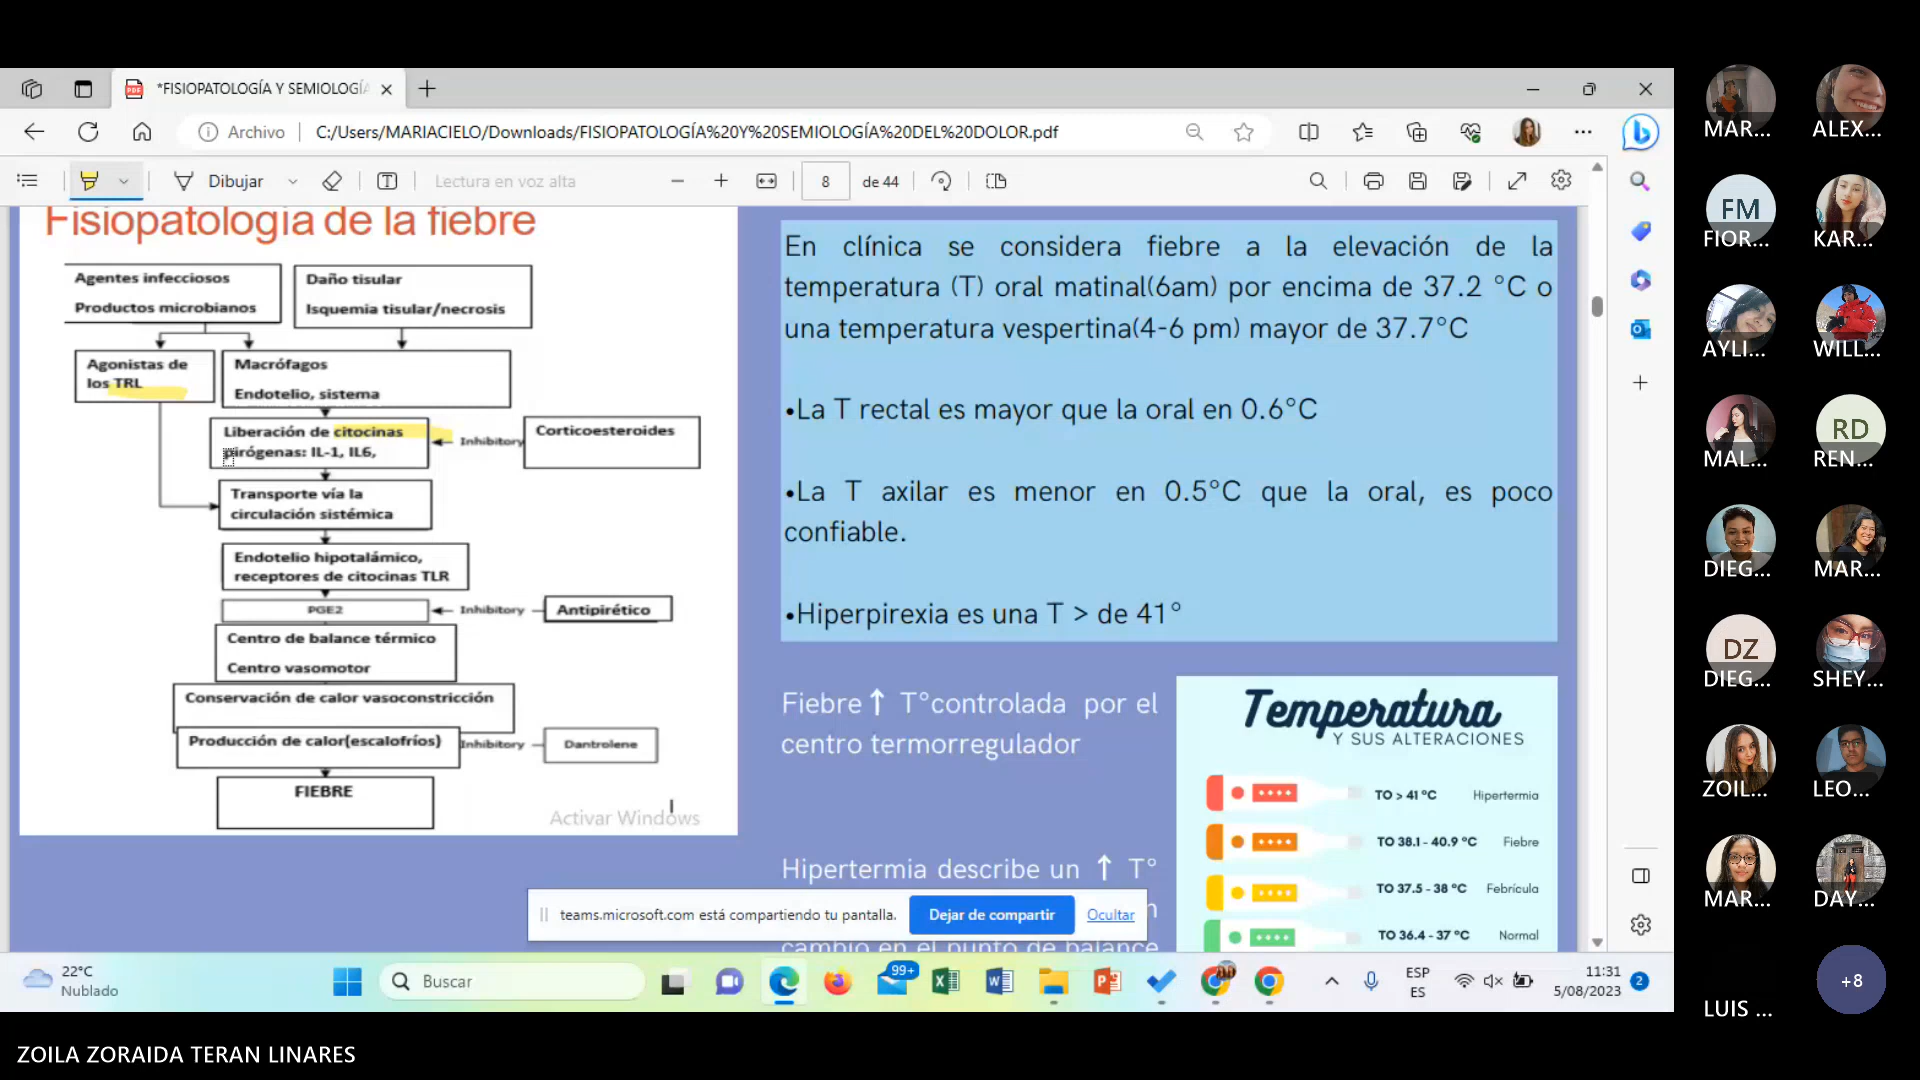 *FISIOPATOLOGÍA Y SEMIOLOGÍA
Archivo
C:/Users/MARIACIELO/Downloads/FISIOPATOLOGÍA%20Y%20SEMIOLOGÍA%20DEL%20DOLOR.pdf
Dibujar
Lectura en voz alta
8
de 44
Fisiopatología de la fiebre
Agentes infecciosos
Productos microbianos
Daño tisular
Isquemia tisular/necrosis
Agonistas de
los TRL
Macrófagos
Endotelio, sistema
Liberación de citocinas
pirógenas: IL-1, IL6,
Inhibitory
Corticoesteroides
Transporte vía la
circulación sistémica
Endotelio hipotalámico,
receptores de citocinas TLR
PGE2
Inhibitory
Antipirético
Centro de balance térmico
Centro vasomotor
Conservación de calor vasoconstricción
Producción de calor(escalofríos)
Inhibitory
Dantrolene
FIEBRE
Activar Windows
En clínica se considera fiebre a la elevación de la
temperatura (T) oral matinal(6am) por encima de 37.2 °C o
una temperatura vespertina(4-6 pm) mayor de 37.7°C
•La T rectal es mayor que la oral en 0.6°C
•La T axilar es menor en 0.5°C que la oral, es poco
confiable.
•Hiperpirexia es una T > de 41°
Fiebre ↑ T°controlada por el
centro termorregulador
Hipertermia describe un ↑ T°
cambio en el punto de balance
Temperatura
Y SUS ALTERACIONES
TO > 41 °C Hipertermia
TO 38.1 - 40.9 °C Fiebre
TO 37.5 - 38 °C Febrícula
TO 36.4 - 37 °C Normal
teams.microsoft.com está compartiendo tu pantalla.
Dejar de compartir
Ocultar
22°C
Nublado
Buscar
99+
ESP
ES
11:31
5/08/2023
2
MAR...
ALEX...
FM
FIOR...
KAR...
AYLI...
WILL...
MAL...
RD
REN...
DIEG...
MAR...
DZ
DIEG...
SHEY...
ZOIL...
LEO...
MAR...
DAY...
LUIS ...
+8
ZOILA ZORAIDA TERAN LINARES